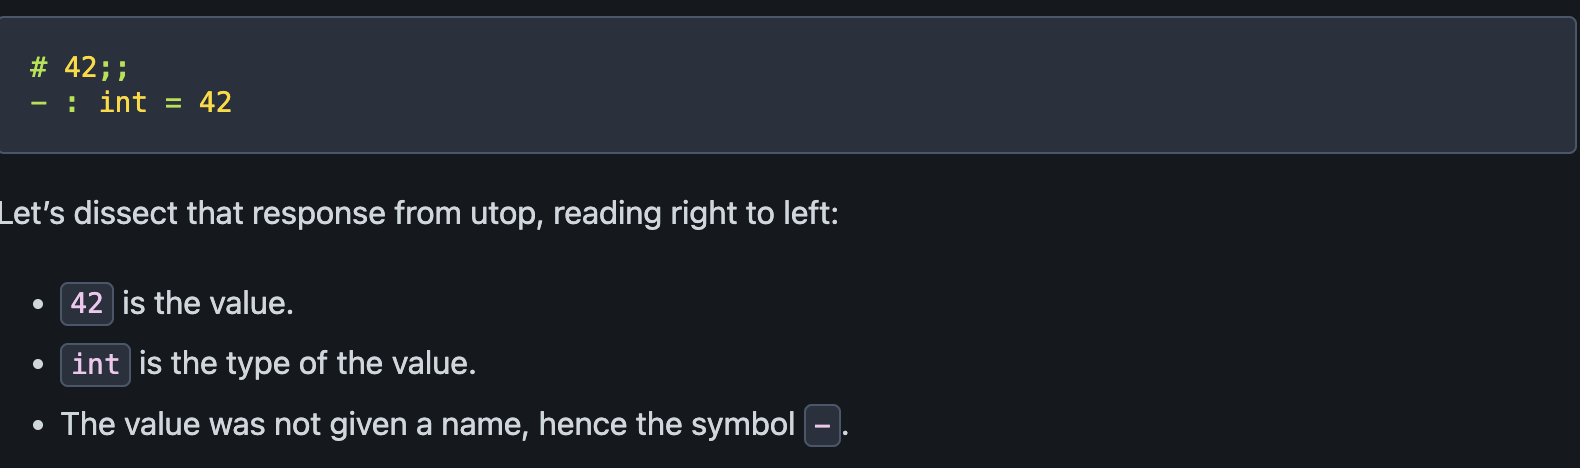 # 42;;
- : int = 42
Let’s dissect that response from utop, reading right to left:
• 42 is the value.
• int is the type of the value.
• The value was not given a name, hence the symbol -.